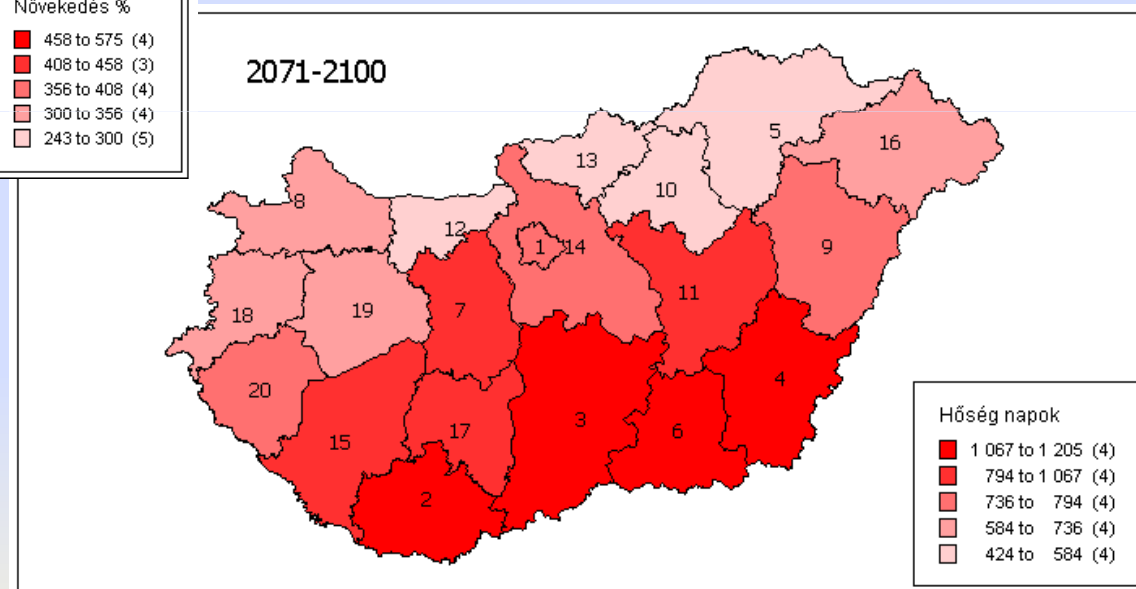 Növekedés %
458 to 575 (4)
408 to 458 (3)
356 to 408 (4)
300 to 356 (4)
243 to 300 (5)
2071-2100
5
16
13
10
8
12
1
14
9
11
18
19
7
4
20
3
6
17
15
2
Hőség napok
1 067 to 1 205 (4)
794 to 1 067 (4)
736 to 794 (4)
584 to 736 (4)
424 to 584 (4)